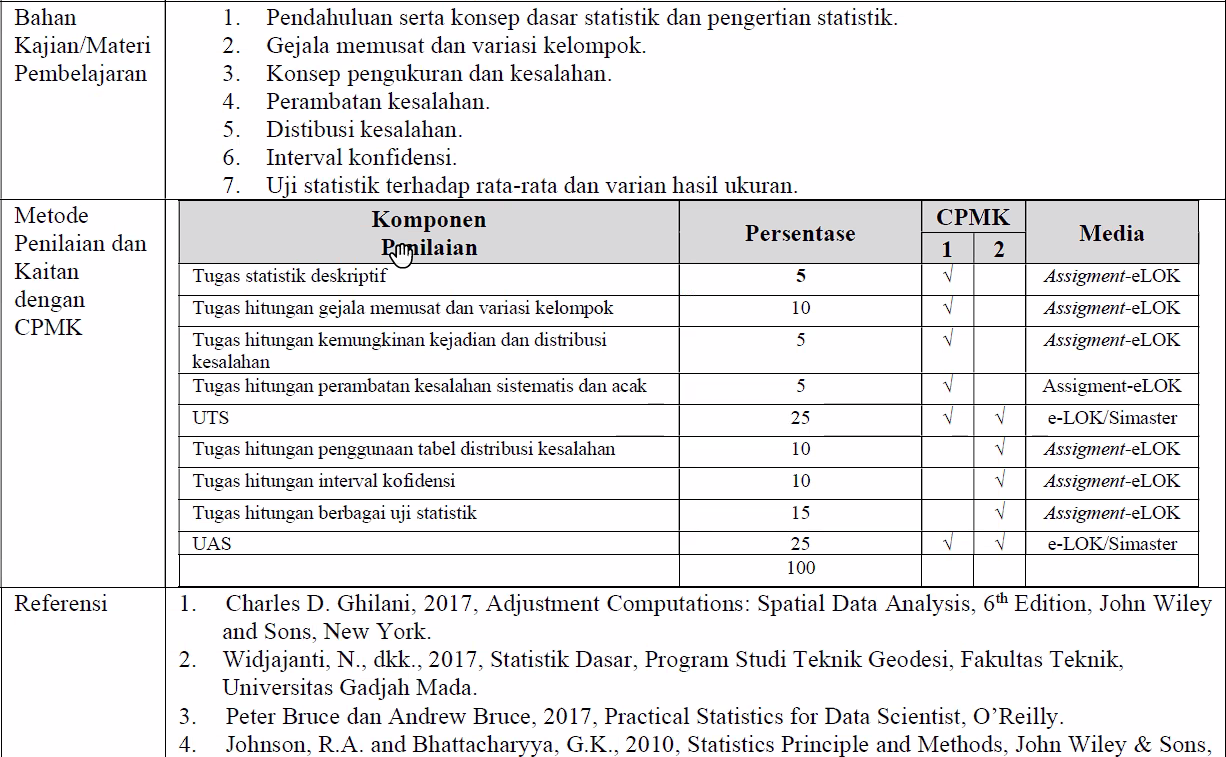 Bahan
Kajian/Materi
Pembelajaran
1. Pendahuluan serta konsep dasar statistik dan pengertian statistik.
2. Gejala memusat dan variasi kelompok.
3. Konsep pengukuran dan kesalahan.
4. Perambatan kesalahan.
5. Distibusi kesalahan.
6. Interval konfidensi.
7. Uji statistik terhadap rata-rata dan varian hasil ukuran.
Metode
Penilaian dan
Kaitan
dengan
CPMK
Komponen
Penilaian
Persentase
CPMK
1 2
Media
Tugas statistik deskriptif 5 √ Assigment-eLOK
Tugas hitungan gejala memusat dan variasi kelompok 10 √ Assigment-eLOK
Tugas hitungan kemungkinan kejadian dan distribusi
kesalahan
5 √ Assigment-eLOK
Tugas hitungan perambatan kesalahan sistematis dan acak 5 √ Assigment-eLOK
UTS 25 √ √ e-LOK/Simaster
Tugas hitungan penggunaan tabel distribusi kesalahan 10 √ Assigment-eLOK
Tugas hitungan interval kofidensi 10 √ Assigment-eLOK
Tugas hitungan berbagai uji statistik 15 √ Assigment-eLOK
UAS 25 √ √ e-LOK/Simaster
100
Referensi
1. Charles D. Ghilani, 2017, Adjustment Computations: Spatial Data Analysis, 6th Edition, John Wiley
and Sons, New York.
2. Widjajanti, N., dkk., 2017, Statistik Dasar, Program Studi Teknik Geodesi, Fakultas Teknik,
Universitas Gadjah Mada.
3. Peter Bruce dan Andrew Bruce, 2017, Practical Statistics for Data Scientist, O’Reilly.
4. Johnson, R.A. and Bhattacharyya, G.K., 2010, Statistics Principle and Methods, John Wiley & Sons,